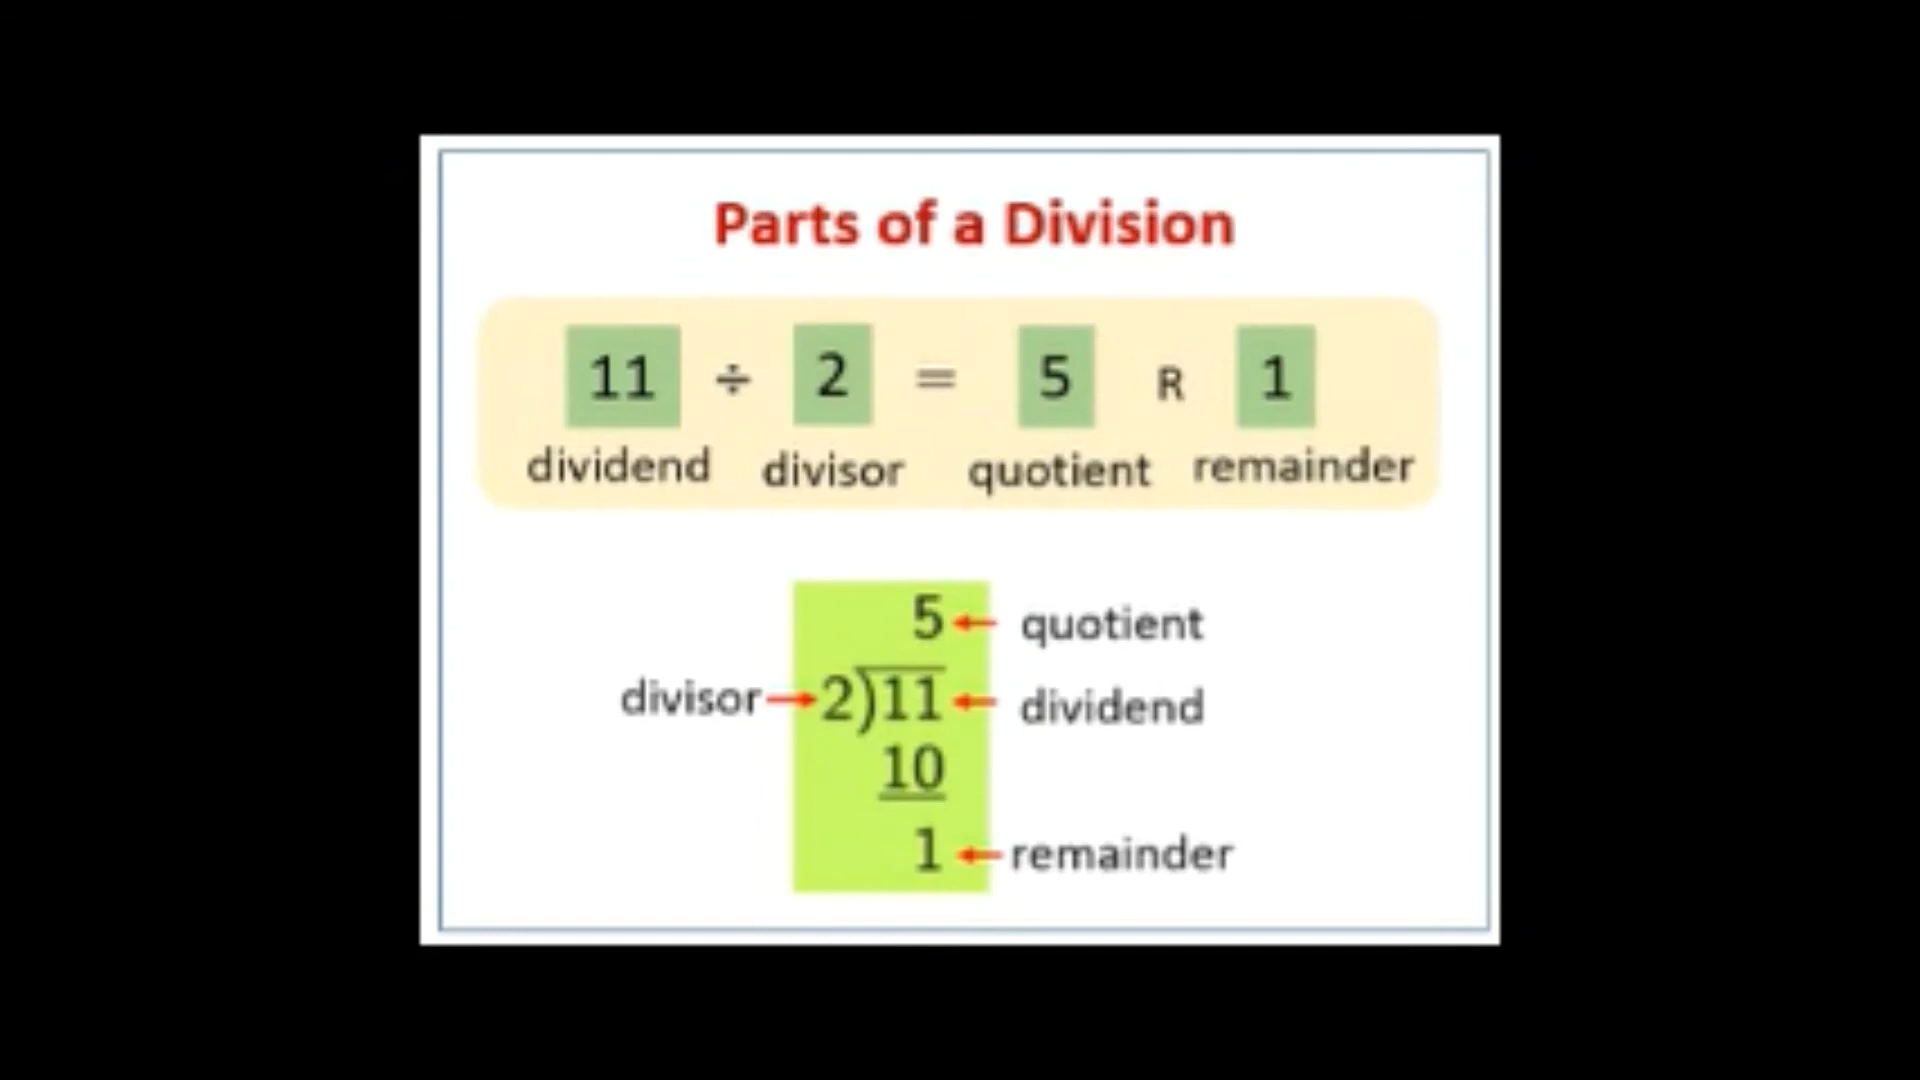 Parts of a Division
11 ÷ 2 = 5 R 1
dividend divisor quotient remainder
5 quotient
divisor 2)11 dividend
10
1 remainder